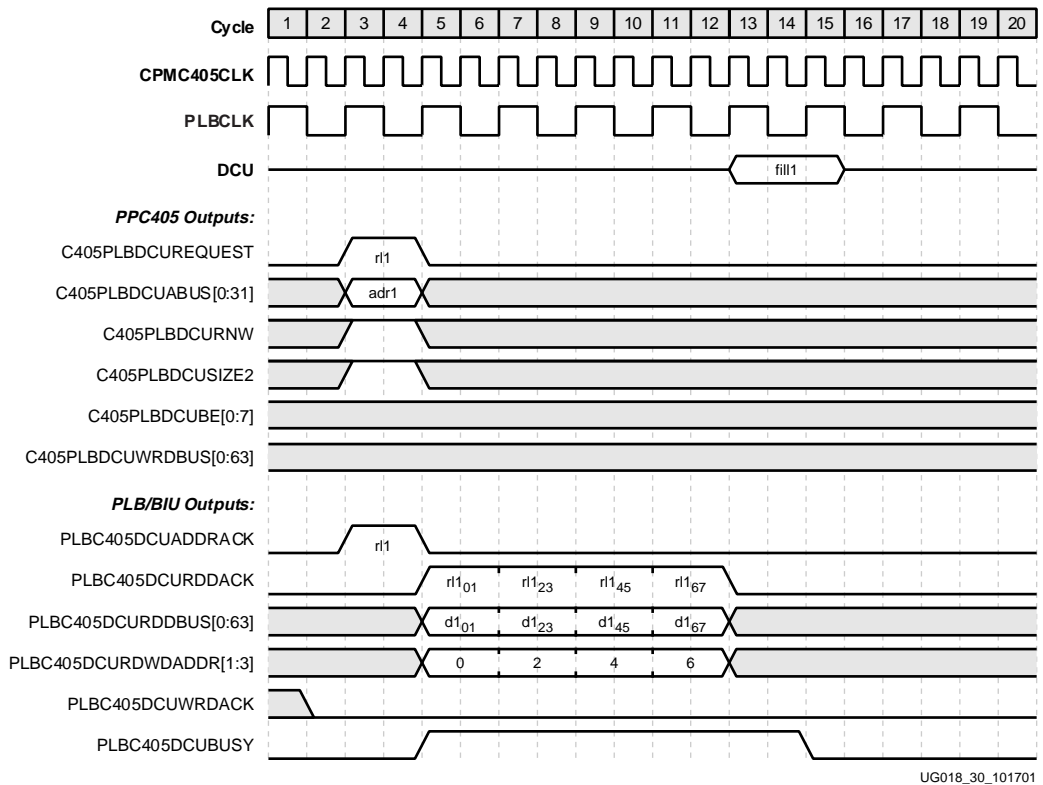 Cycle 1 2 3 4 5 6 7 8 9 10 11 12 13 14 15 16 17 18 19 20
CPMC405CLK
PLBCLK
DCU fill1
PPC405 Outputs:
C405PLBDCUREQUEST rl1
C405PLBDCUABUS[0:31] adr1
C405PLBDCURNW
C405PLBDCUSIZE2
C405PLBDCUBE[0:7]
C405PLBDCUWRDBUS[0:63]
PLB/BIU Outputs:
PLBC405DCUADDRACK rl1
PLBC405DCURDDACK rl1₀₁ rl1₂₃ rl1₄₅ rl1₆₇
PLBC405DCURDDBUS[0:63] d1₀₁ d1₂₃ d1₄₅ d1₆₇
PLBC405DCURDWDADDR[1:3] 0 2 4 6
PLBC405DCUWRDACK
PLBC405DCUBUSY
UG018_30_101701